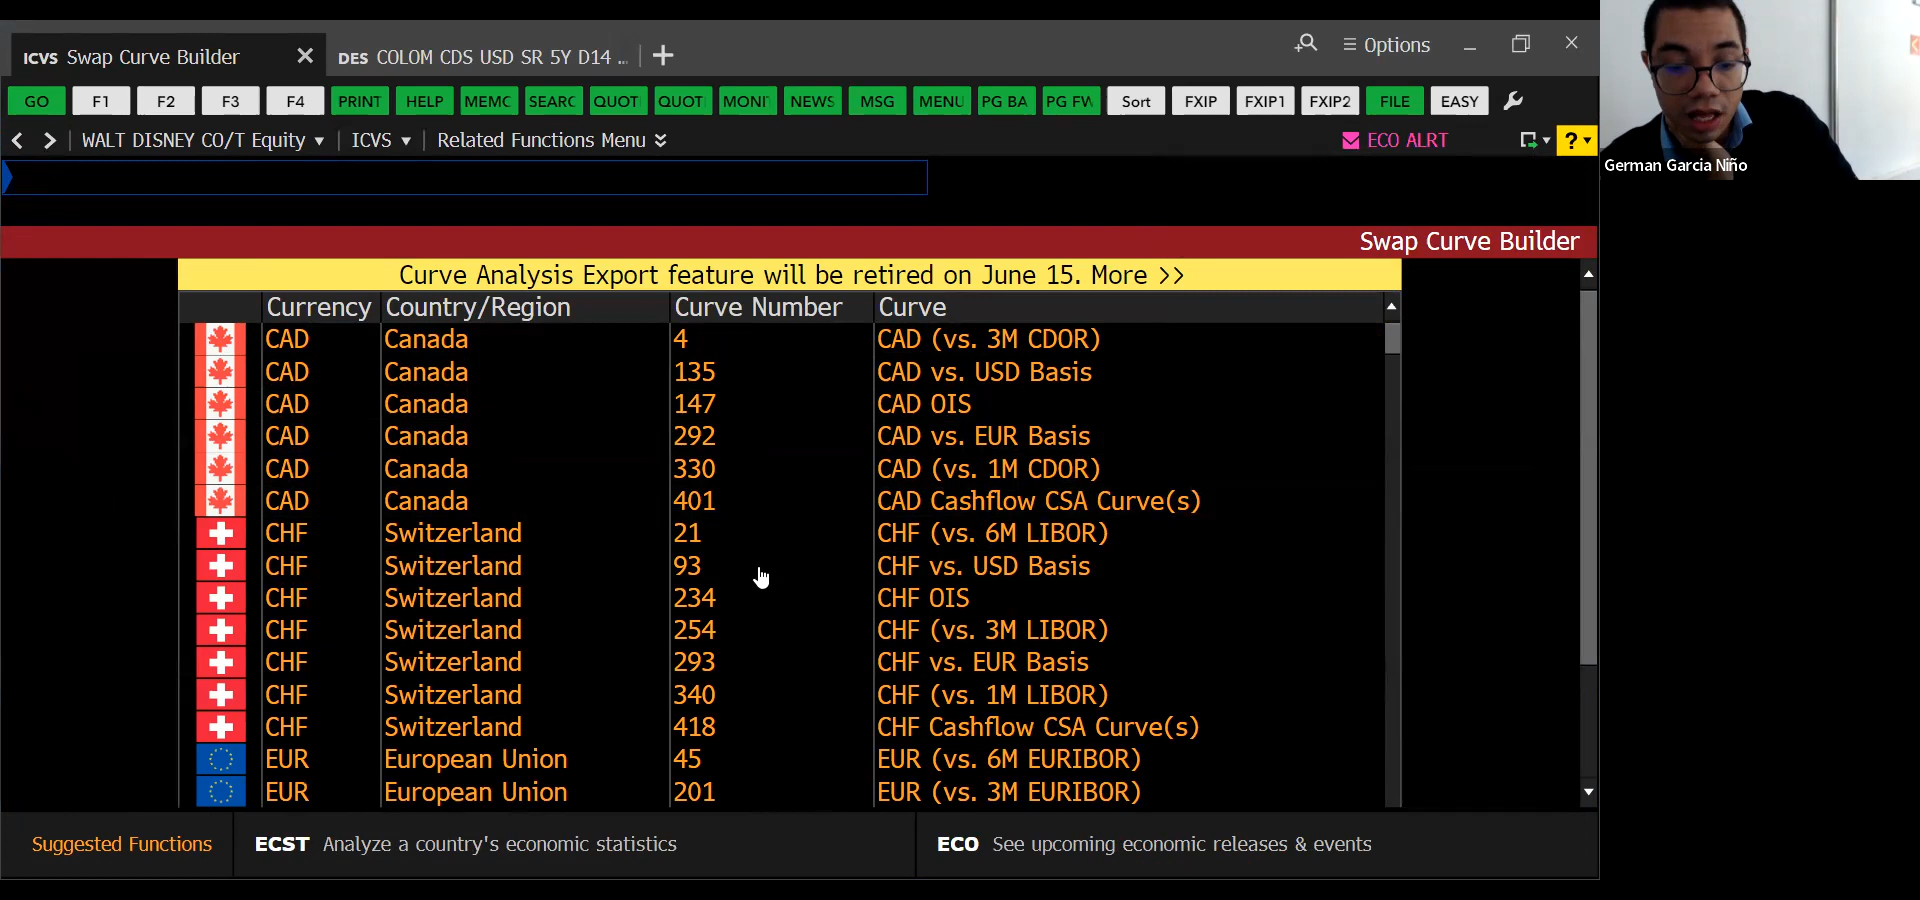 ICVS Swap Curve Builder
DES COLOM CDS USD SR 5Y D14 ...
Options
GO F1 F2 F3 F4 PRINT HELP MEMC SEARC QUOT QUOT MONI NEWS MSG MENU PG BA PG FW Sort FXIP FXIP1 FXIP2 FILE EASY
WALT DISNEY CO/T Equity ICVS Related Functions Menu ECO ALRT ?
German Garcia Niño
Swap Curve Builder
Curve Analysis Export feature will be retired on June 15. More >>
Currency Country/Region Curve Number Curve
CAD Canada 4 CAD (vs. 3M CDOR)
CAD Canada 135 CAD vs. USD Basis
CAD Canada 147 CAD OIS
CAD Canada 292 CAD vs. EUR Basis
CAD Canada 330 CAD (vs. 1M CDOR)
CAD Canada 401 CAD Cashflow CSA Curve(s)
CHF Switzerland 21 CHF (vs. 6M LIBOR)
CHF Switzerland 93 CHF vs. USD Basis
CHF Switzerland 234 CHF OIS
CHF Switzerland 254 CHF (vs. 3M LIBOR)
CHF Switzerland 293 CHF vs. EUR Basis
CHF Switzerland 340 CHF (vs. 1M LIBOR)
CHF Switzerland 418 CHF Cashflow CSA Curve(s)
EUR European Union 45 EUR (vs. 6M EURIBOR)
EUR European Union 201 EUR (vs. 3M EURIBOR)
Suggested Functions ECST Analyze a country's economic statistics ECO See upcoming economic releases & events